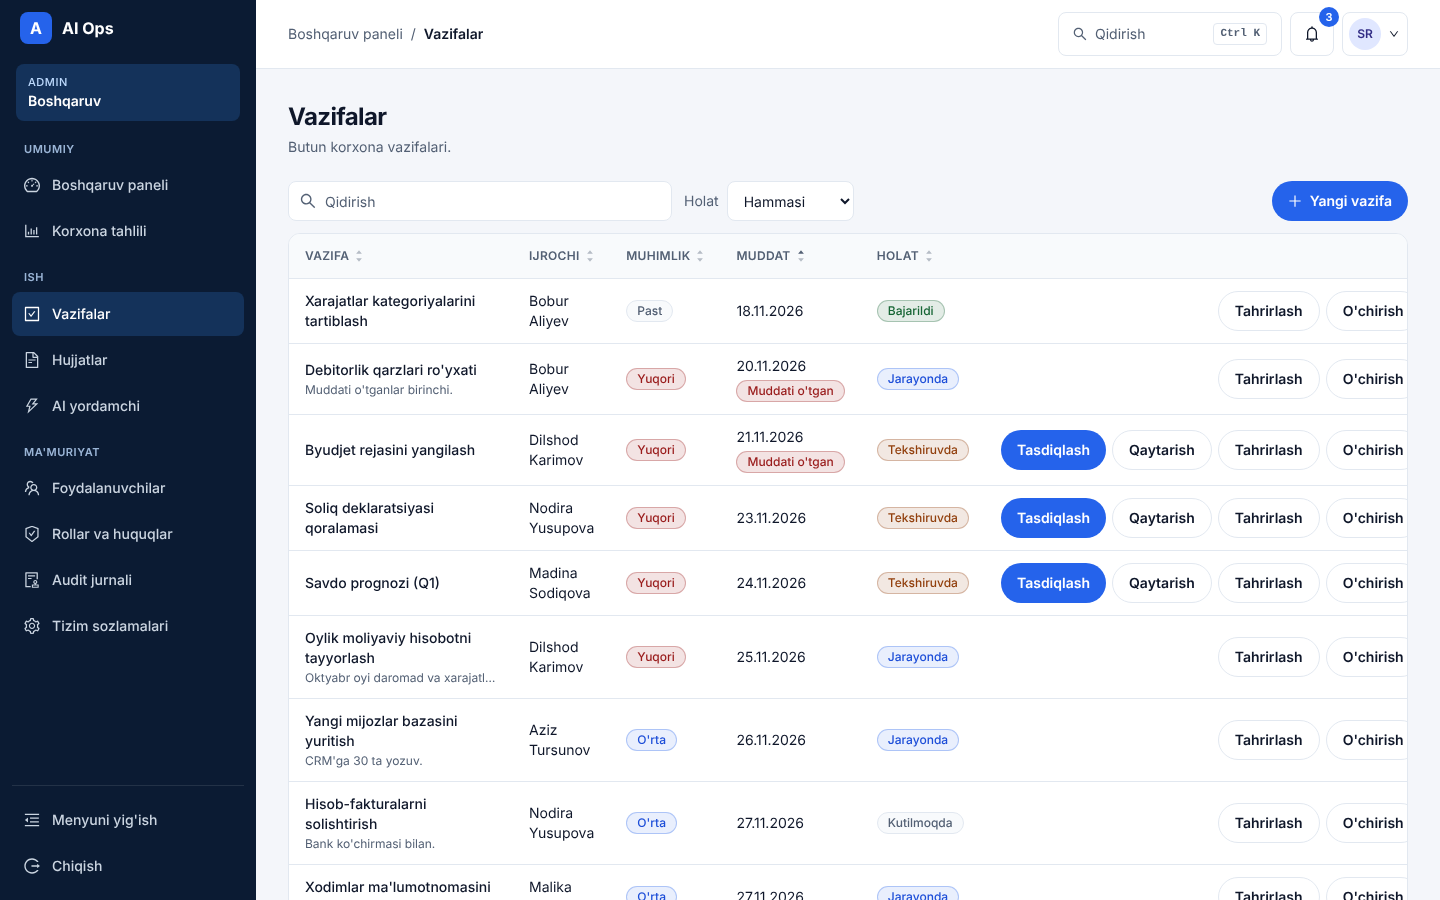 A AI Ops
ADMIN
Boshqaruv
UMUMIY
Boshqaruv paneli
Korxona tahlili
ISH
Vazifalar
Hujjatlar
AI yordamchi
MA'MURIYAT
Foydalanuvchilar
Rollar va huquqlar
Audit jurnali
Tizim sozlamalari
Menyuni yig'ish
Chiqish
Boshqaruv paneli / Vazifalar
Qidirish Ctrl K
3
SR
Vazifalar
Butun korxona vazifalari.
Qidirish Holat Hammasi + Yangi vazifa
VAZIFA IJROCHI MUHIMLIK MUDDAT HOLAT
Xarajatlar kategoriyalarini
tartiblash
Bobur
Aliyev
Past 18.11.2026 Bajarildi Tahrirlash O'chirish
Debitorlik qarzlari ro'yxati
Muddati o'tganlar birinchi.
Bobur
Aliyev
Yuqori
20.11.2026
Muddati o'tgan
Jarayonda Tahrirlash O'chirish
Byudjet rejasini yangilash
Dilshod
Karimov
Yuqori
21.11.2026
Muddati o'tgan
Tekshiruvda Tasdiqlash Qaytarish Tahrirlash O'chirish
Soliq deklaratsiyasi
qoralamasi
Nodira
Yusupova
Yuqori 23.11.2026 Tekshiruvda Tasdiqlash Qaytarish Tahrirlash O'chirish
Savdo prognozi (Q1)
Madina
Sodiqova
Yuqori 24.11.2026 Tekshiruvda Tasdiqlash Qaytarish Tahrirlash O'chirish
Oylik moliyaviy hisobotni
tayyorlash
Oktyabr oyi daromad va xarajatl...
Dilshod
Karimov
Yuqori 25.11.2026 Jarayonda Tahrirlash O'chirish
Yangi mijozlar bazasini
yuritish
CRM'ga 30 ta yozuv.
Aziz
Tursunov
O'rta 26.11.2026 Jarayonda Tahrirlash O'chirish
Hisob-fakturalarni
solishtirish
Bank ko'chirmasi bilan.
Nodira
Yusupova
O'rta 27.11.2026 Kutilmoqda Tahrirlash O'chirish
Xodimlar ma'lumotnomasini
Malika
O'rta 27.11.2026 Jarayonda Tahrirlash O'chirish